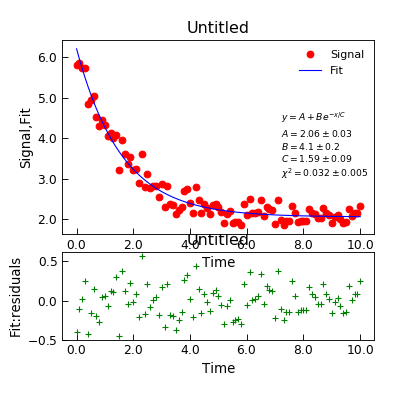 Untitled
6.0
5.0
4.0
3.0
2.0
Signal,Fit
Signal
Fit
y = A + Be^{-x/C}
A = 2.06 ± 0.03
B = 4.1 ± 0.2
C = 1.59 ± 0.09
χ² = 0.032 ± 0.005
0.0 2.0 4.0 6.0 8.0 10.0
Time
Untitled
0.5
0.0
−0.5
Fit:residuals
0.0 2.0 4.0 6.0 8.0 10.0
Time